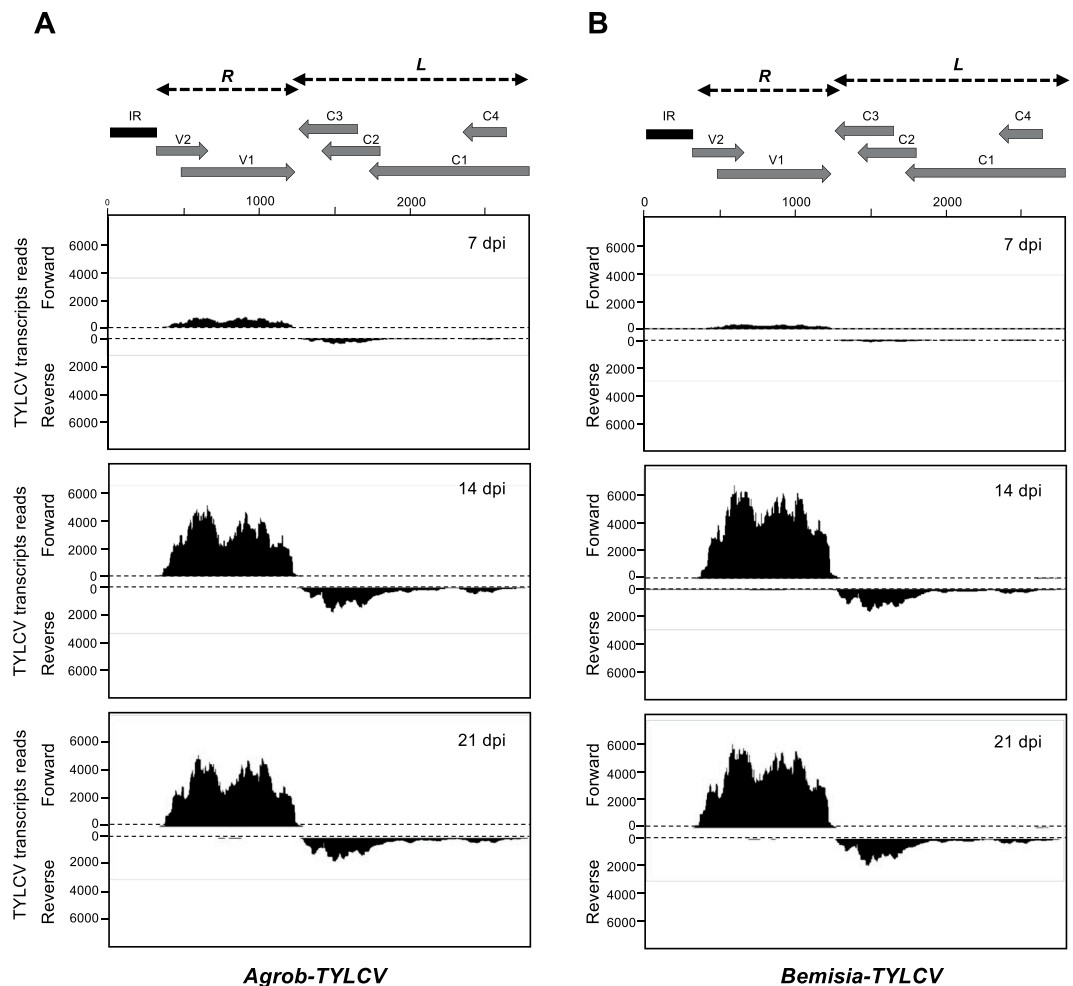 A
R
L
IR
C3
C4
V2
C2
V1
C1
0
1000
2000
7 dpi
TYLCV transcripts reads
Forward
Reverse
6000
4000
2000
0
0
2000
4000
6000
14 dpi
TYLCV transcripts reads
Forward
Reverse
6000
4000
2000
0
0
2000
4000
6000
21 dpi
TYLCV transcripts reads
Forward
Reverse
6000
4000
2000
0
0
2000
4000
6000
Agrob-TYLCV
B
R
L
IR
C3
C4
V2
C2
V1
C1
0
1000
2000
7 dpi
Forward
Reverse
6000
4000
2000
0
0
2000
4000
6000
14 dpi
Forward
Reverse
6000
4000
2000
0
0
2000
4000
6000
21 dpi
Forward
Reverse
6000
4000
2000
0
0
2000
4000
6000
Bemisia-TYLCV